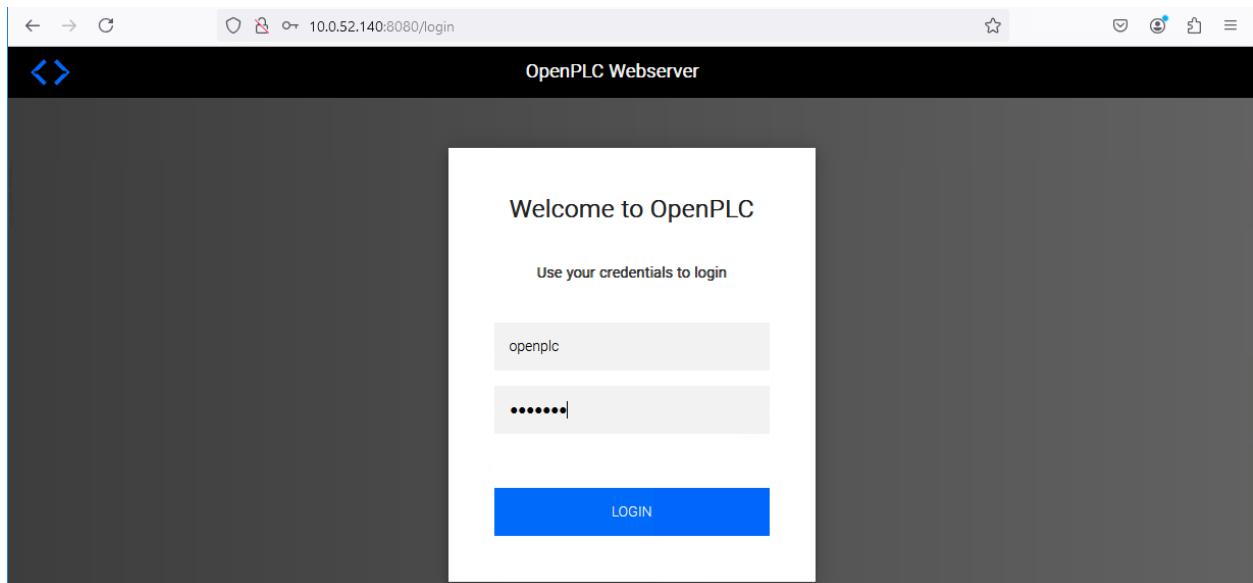 10.0.52.140:8080/login
OpenPLC Webserver
Welcome to OpenPLC
Use your credentials to login
openplc
•••••••
LOGIN